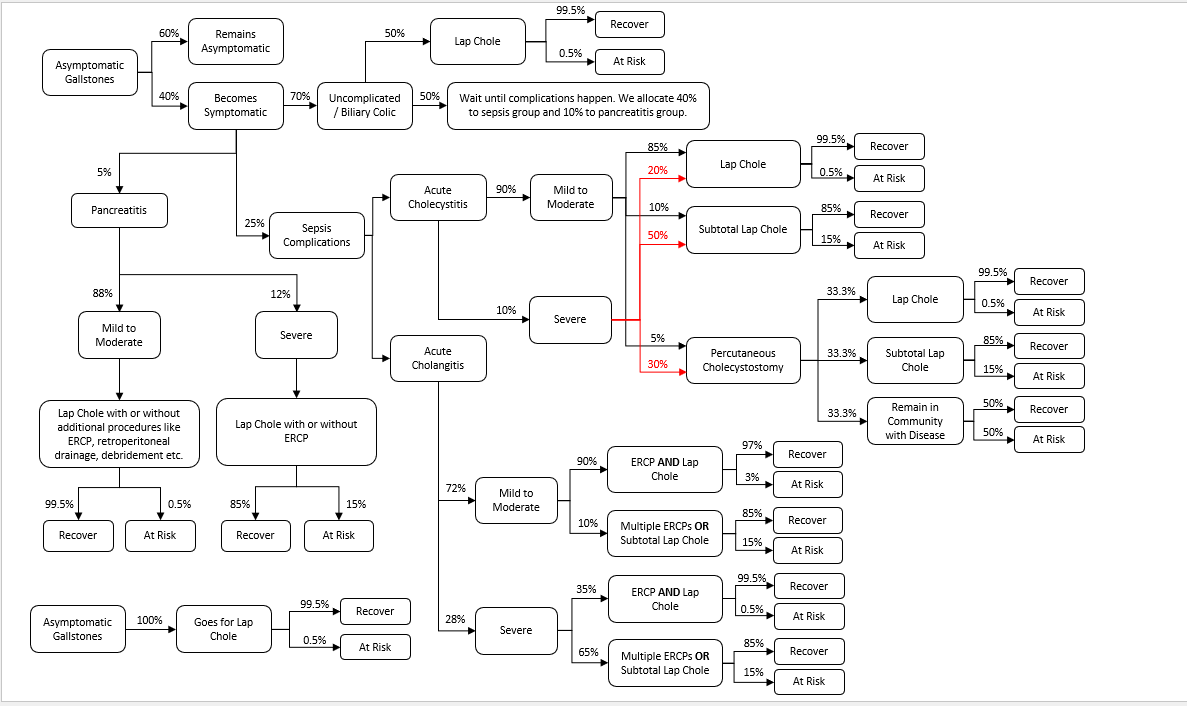 60%
Remains
Asymptomatic
Asymptomatic
Gallstones
40%
Becomes
Symptomatic
70%
Uncomplicated
/ Biliary Colic
50%
Lap Chole
99.5%
Recover
0.5%
At Risk
50%
Wait until complications happen. We allocate 40%
to sepsis group and 10% to pancreatitis group.
5%
Pancreatitis
88%
Mild to
Moderate
12%
Severe
Lap Chole with or without
additional procedures like
ERCP, retroperitoneal
drainage, debridement etc.
Lap Chole with or without
ERCP
99.5%
Recover
0.5%
At Risk
85%
Recover
15%
At Risk
25%
Sepsis
Complications
Acute
Cholecystitis
90%
Mild to
Moderate
10%
Severe
85%
20%
Lap Chole
99.5%
Recover
0.5%
At Risk
10%
50%
Subtotal Lap Chole
85%
Recover
15%
At Risk
5%
30%
Percutaneous
Cholecystostomy
33.3%
Lap Chole
99.5%
Recover
0.5%
At Risk
33.3%
Subtotal Lap
Chole
85%
Recover
15%
At Risk
33.3%
Remain in
Community
with Disease
50%
Recover
50%
At Risk
Acute
Cholangitis
72%
Mild to
Moderate
90%
ERCP AND Lap
Chole
97%
Recover
3%
At Risk
10%
Multiple ERCPs OR
Subtotal Lap Chole
85%
Recover
15%
At Risk
28%
Severe
35%
ERCP AND Lap
Chole
99.5%
Recover
0.5%
At Risk
65%
Multiple ERCPs OR
Subtotal Lap Chole
85%
Recover
15%
At Risk
Asymptomatic
Gallstones
100%
Goes for Lap
Chole
99.5%
Recover
0.5%
At Risk